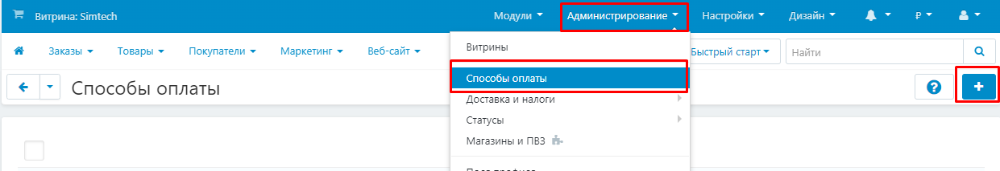 Витрина: Simtech Модули Администрирование Настройки Дизайн ₽
Заказы Товары Покупатели Маркетинг Веб-сайт Быстрый старт Найти
Способы оплаты
Витрины
Способы оплаты
Доставка и налоги
Статусы
Магазины и ПВЗ